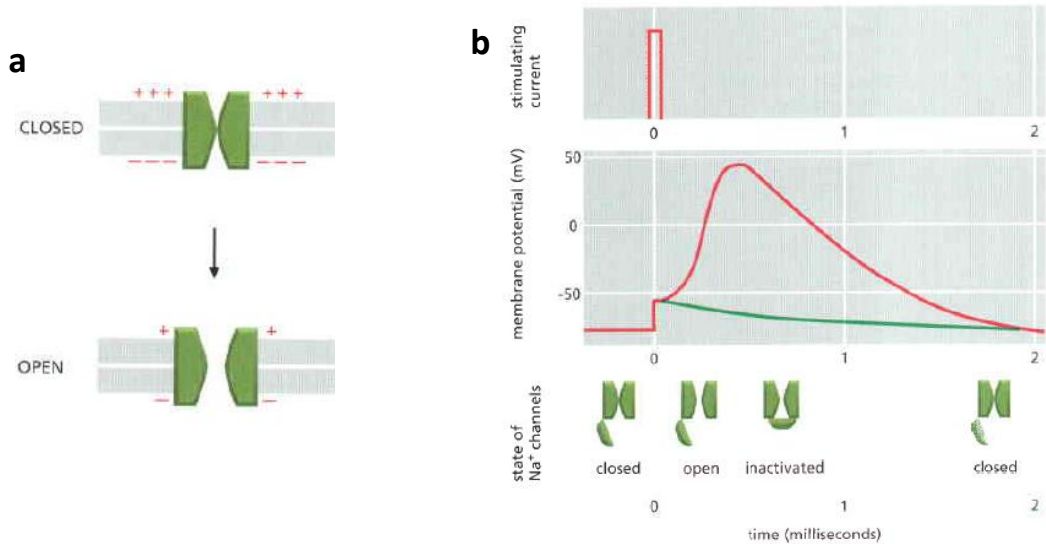 a
+ + + + + +
CLOSED
− − − − − −
+ +
OPEN
− −
b
stimulating
current
0 1 2
membrane potential (mV)
50
0
-50
0 1 2
state of
Na⁺ channels
closed open inactivated closed
0 1 2
time (milliseconds)